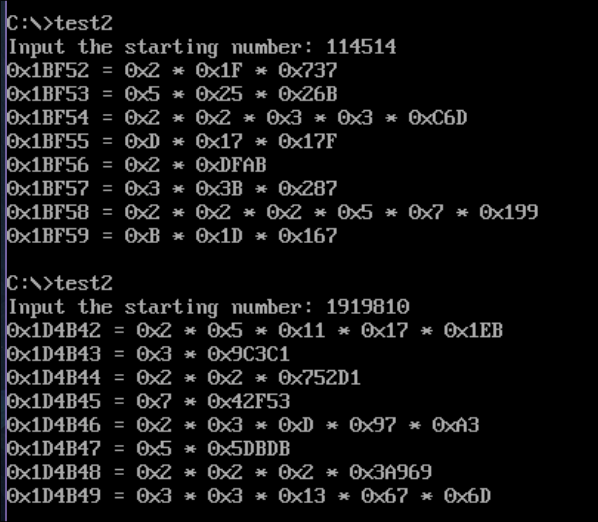 C:\>test2
Input the starting number: 114514
0x1BF52 = 0x2 * 0x1F * 0x737
0x1BF53 = 0x5 * 0x25 * 0x26B
0x1BF54 = 0x2 * 0x2 * 0x3 * 0x3 * 0xC6D
0x1BF55 = 0xD * 0x17 * 0x17F
0x1BF56 = 0x2 * 0xDFAB
0x1BF57 = 0x3 * 0x3B * 0x287
0x1BF58 = 0x2 * 0x2 * 0x2 * 0x5 * 0x7 * 0x199
0x1BF59 = 0xB * 0x1D * 0x167
C:\>test2
Input the starting number: 1919810
0x1D4B42 = 0x2 * 0x5 * 0x11 * 0x17 * 0x1EB
0x1D4B43 = 0x3 * 0x9C3C1
0x1D4B44 = 0x2 * 0x2 * 0x752D1
0x1D4B45 = 0x7 * 0x42F53
0x1D4B46 = 0x2 * 0x3 * 0xD * 0x97 * 0xA3
0x1D4B47 = 0x5 * 0x5DBDB
0x1D4B48 = 0x2 * 0x2 * 0x2 * 0x3A969
0x1D4B49 = 0x3 * 0x3 * 0x13 * 0x67 * 0x6D